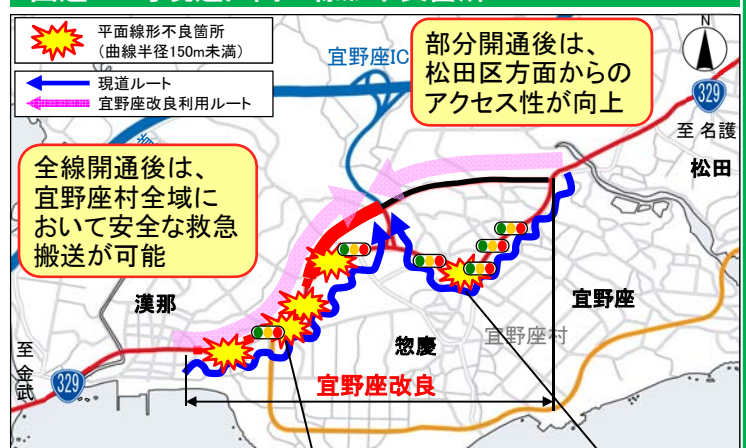 平面線形不良箇所
(曲線半径150m未満)
現道ルート
宜野座改良利用ルート
宜野座IC
部分開通後は、
松田区方面からの
アクセス性が向上
N
329
至 名護
松田
全線開通後は、
宜野座村全域に
おいて安全な救急
搬送が可能
漢那
宜野座
惣慶
宜野座村
至 金武
329
宜野座改良